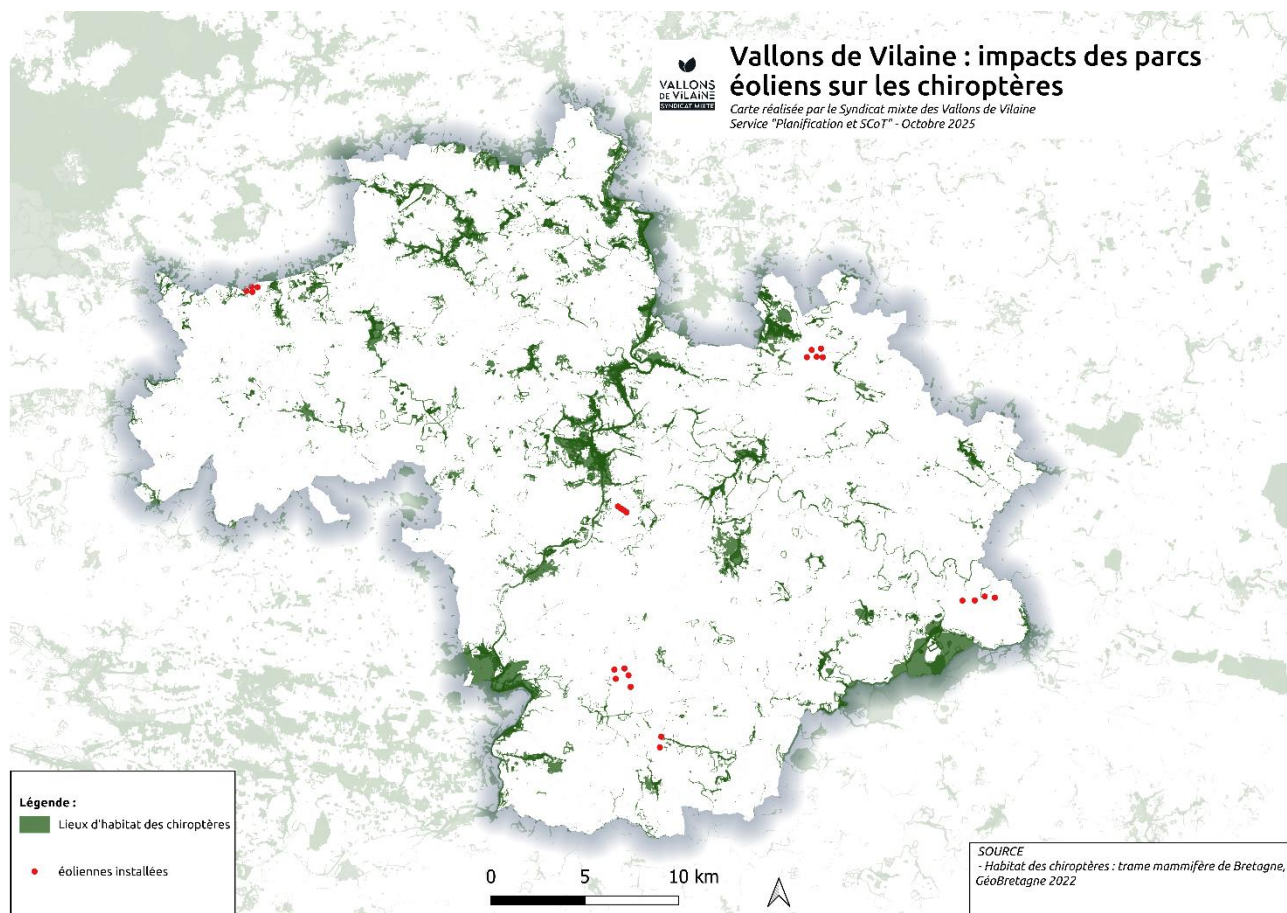 Vallons de Vilaine : impacts des parcs
éoliens sur les chiroptères
Carte réalisée par le Syndicat mixte des Vallons de Vilaine
Service "Planification et SCoT" - Octobre 2025
VALLONS
DE VILAINE
SYNDICAT MIXTE
Légende :
Lieux d'habitat des chiroptères
éoliennes installées
0 5 10 km
SOURCE
- Habitat des chiroptères : trame mammifère de Bretagne,
GéoBretagne 2022